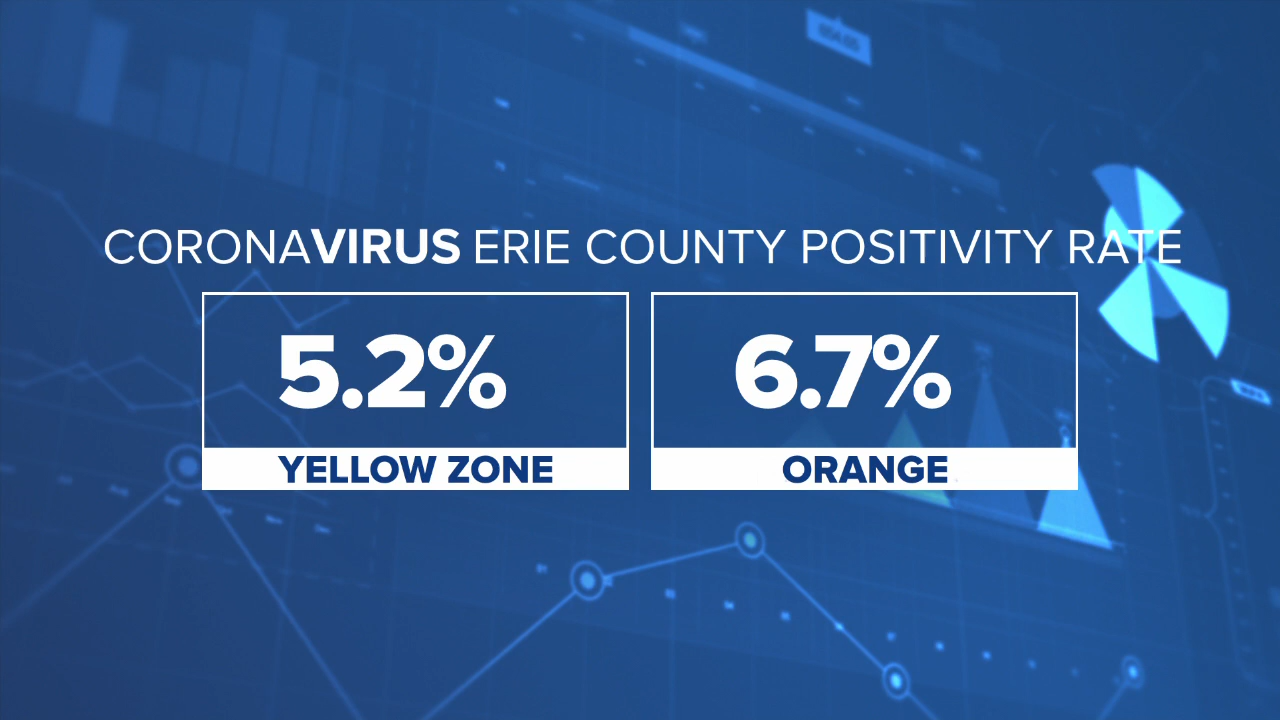 CORONAVIRUS ERIE COUNTY POSITIVITY RATE
5.2%
6.7%
YELLOW ZONE
ORANGE